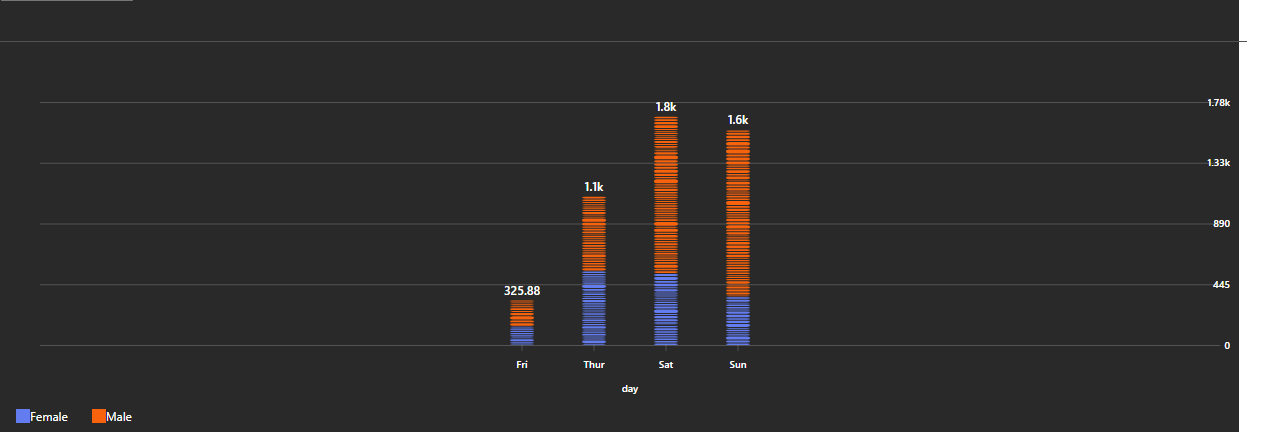 1.78k
1.8k
1.6k
1.33k
1.1k
890
325.88
445
0
Fri Thur Sat Sun
day
Female Male